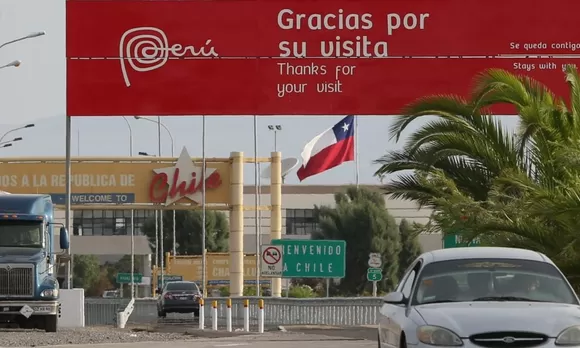 Perú
Gracias por
su visita
Thanks for
your visit
Se queda contigo
Stays with you
OS A LA REPUBLICA DE
WELCOME
Chile
BIENVENIDO
A CHILE